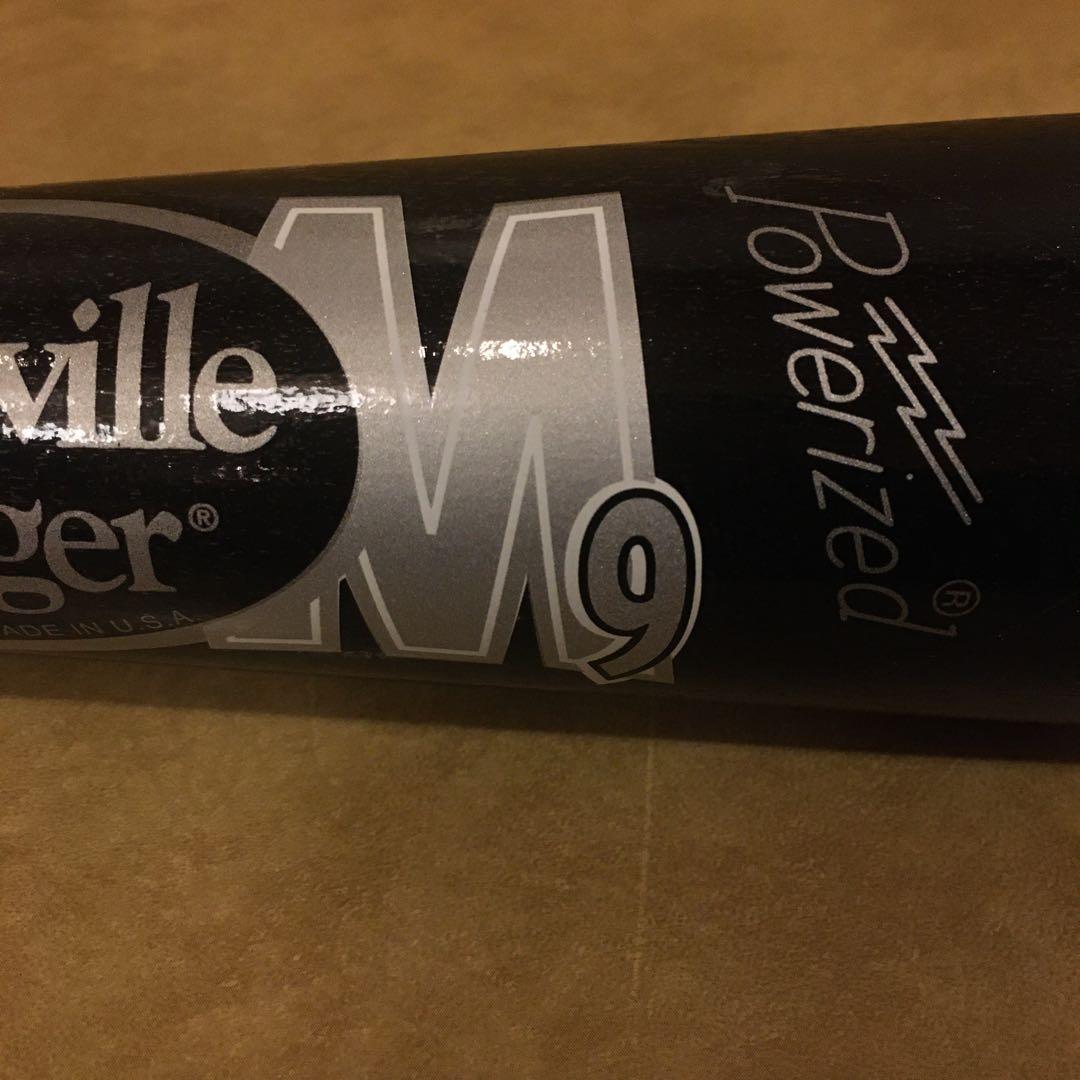 ville
ger®
ADE IN U.S.A.
M9
Powerized®